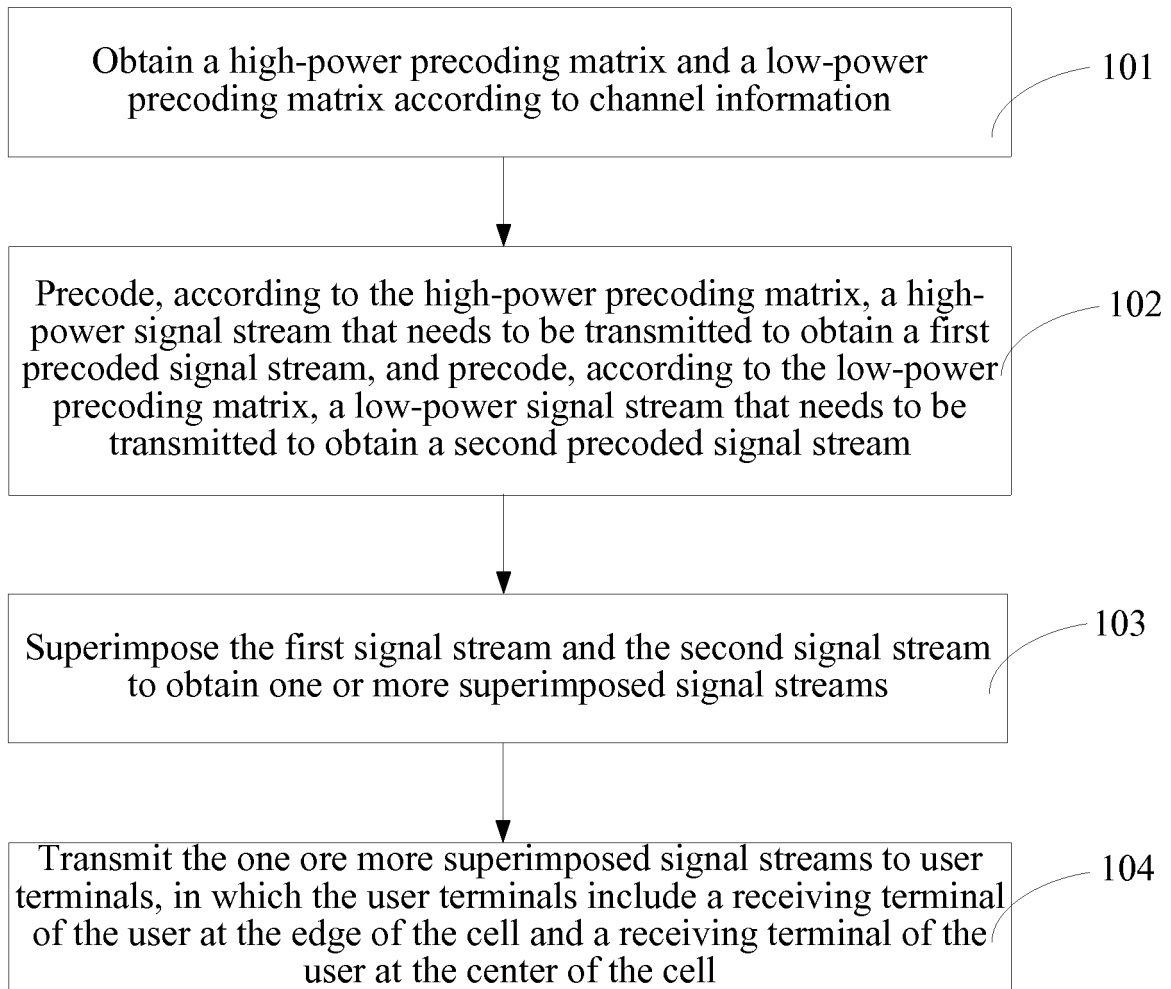 Obtain a high-power precoding matrix and a low-power
precoding matrix according to channel information
101
Precode, according to the high-power precoding matrix, a high-
power signal stream that needs to be transmitted to obtain a first
precoded signal stream, and precode, according to the low-power
precoding matrix, a low-power signal stream that needs to be
transmitted to obtain a second precoded signal stream
102
Superimpose the first signal stream and the second signal stream
to obtain one or more superimposed signal streams
103
Transmit the one ore more superimposed signal streams to user
terminals, in which the user terminals include a receiving terminal
of the user at the edge of the cell and a receiving terminal of the
user at the center of the cell
104